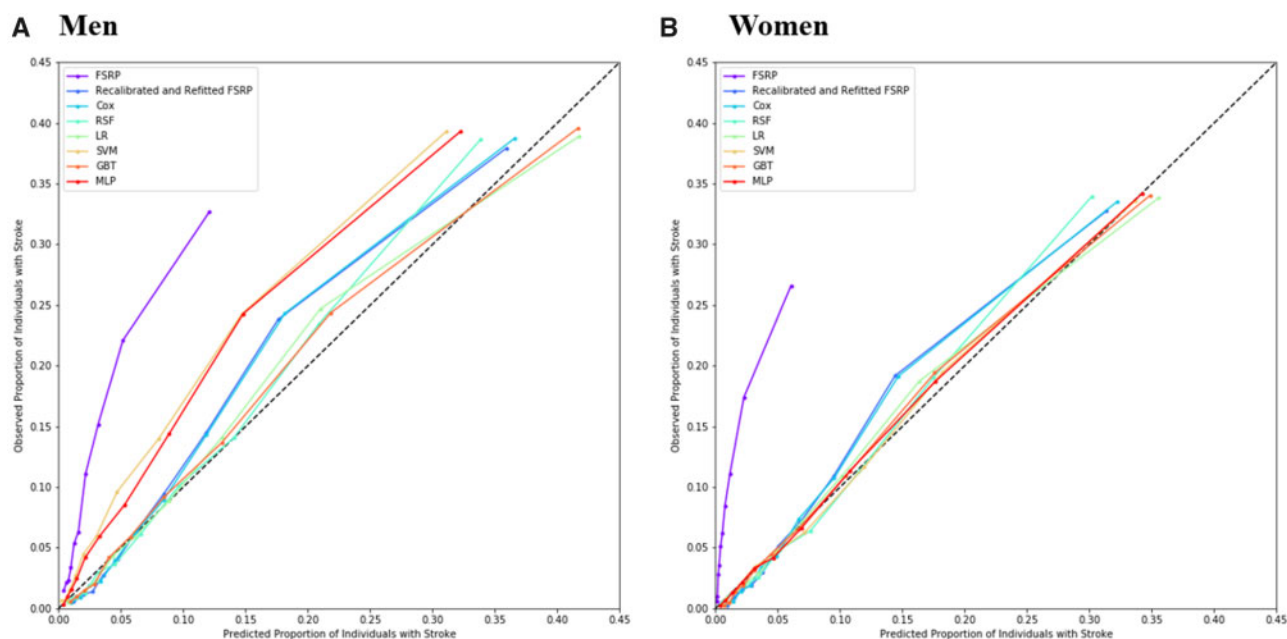 A Men
0.45
0.40
0.35
0.30
0.25
0.20
0.15
0.10
0.05
0.00
Observed Proportion of Individuals with Stroke
FSRP
Recalibrated and Refitted FSRP
Cox
RSF
LR
SVM
GBT
MLP
0.00 0.05 0.10 0.15 0.20 0.25 0.30 0.35 0.40 0.45
Predicted Proportion of Individuals with Stroke
B Women
0.45
0.40
0.35
0.30
0.25
0.20
0.15
0.10
0.05
0.00
Observed Proportion of Individuals with Stroke
FSRP
Recalibrated and Refitted FSRP
Cox
RSF
LR
SVM
GBT
MLP
0.00 0.05 0.10 0.15 0.20 0.25 0.30 0.35 0.40 0.45
Predicted Proportion of Individuals with Stroke